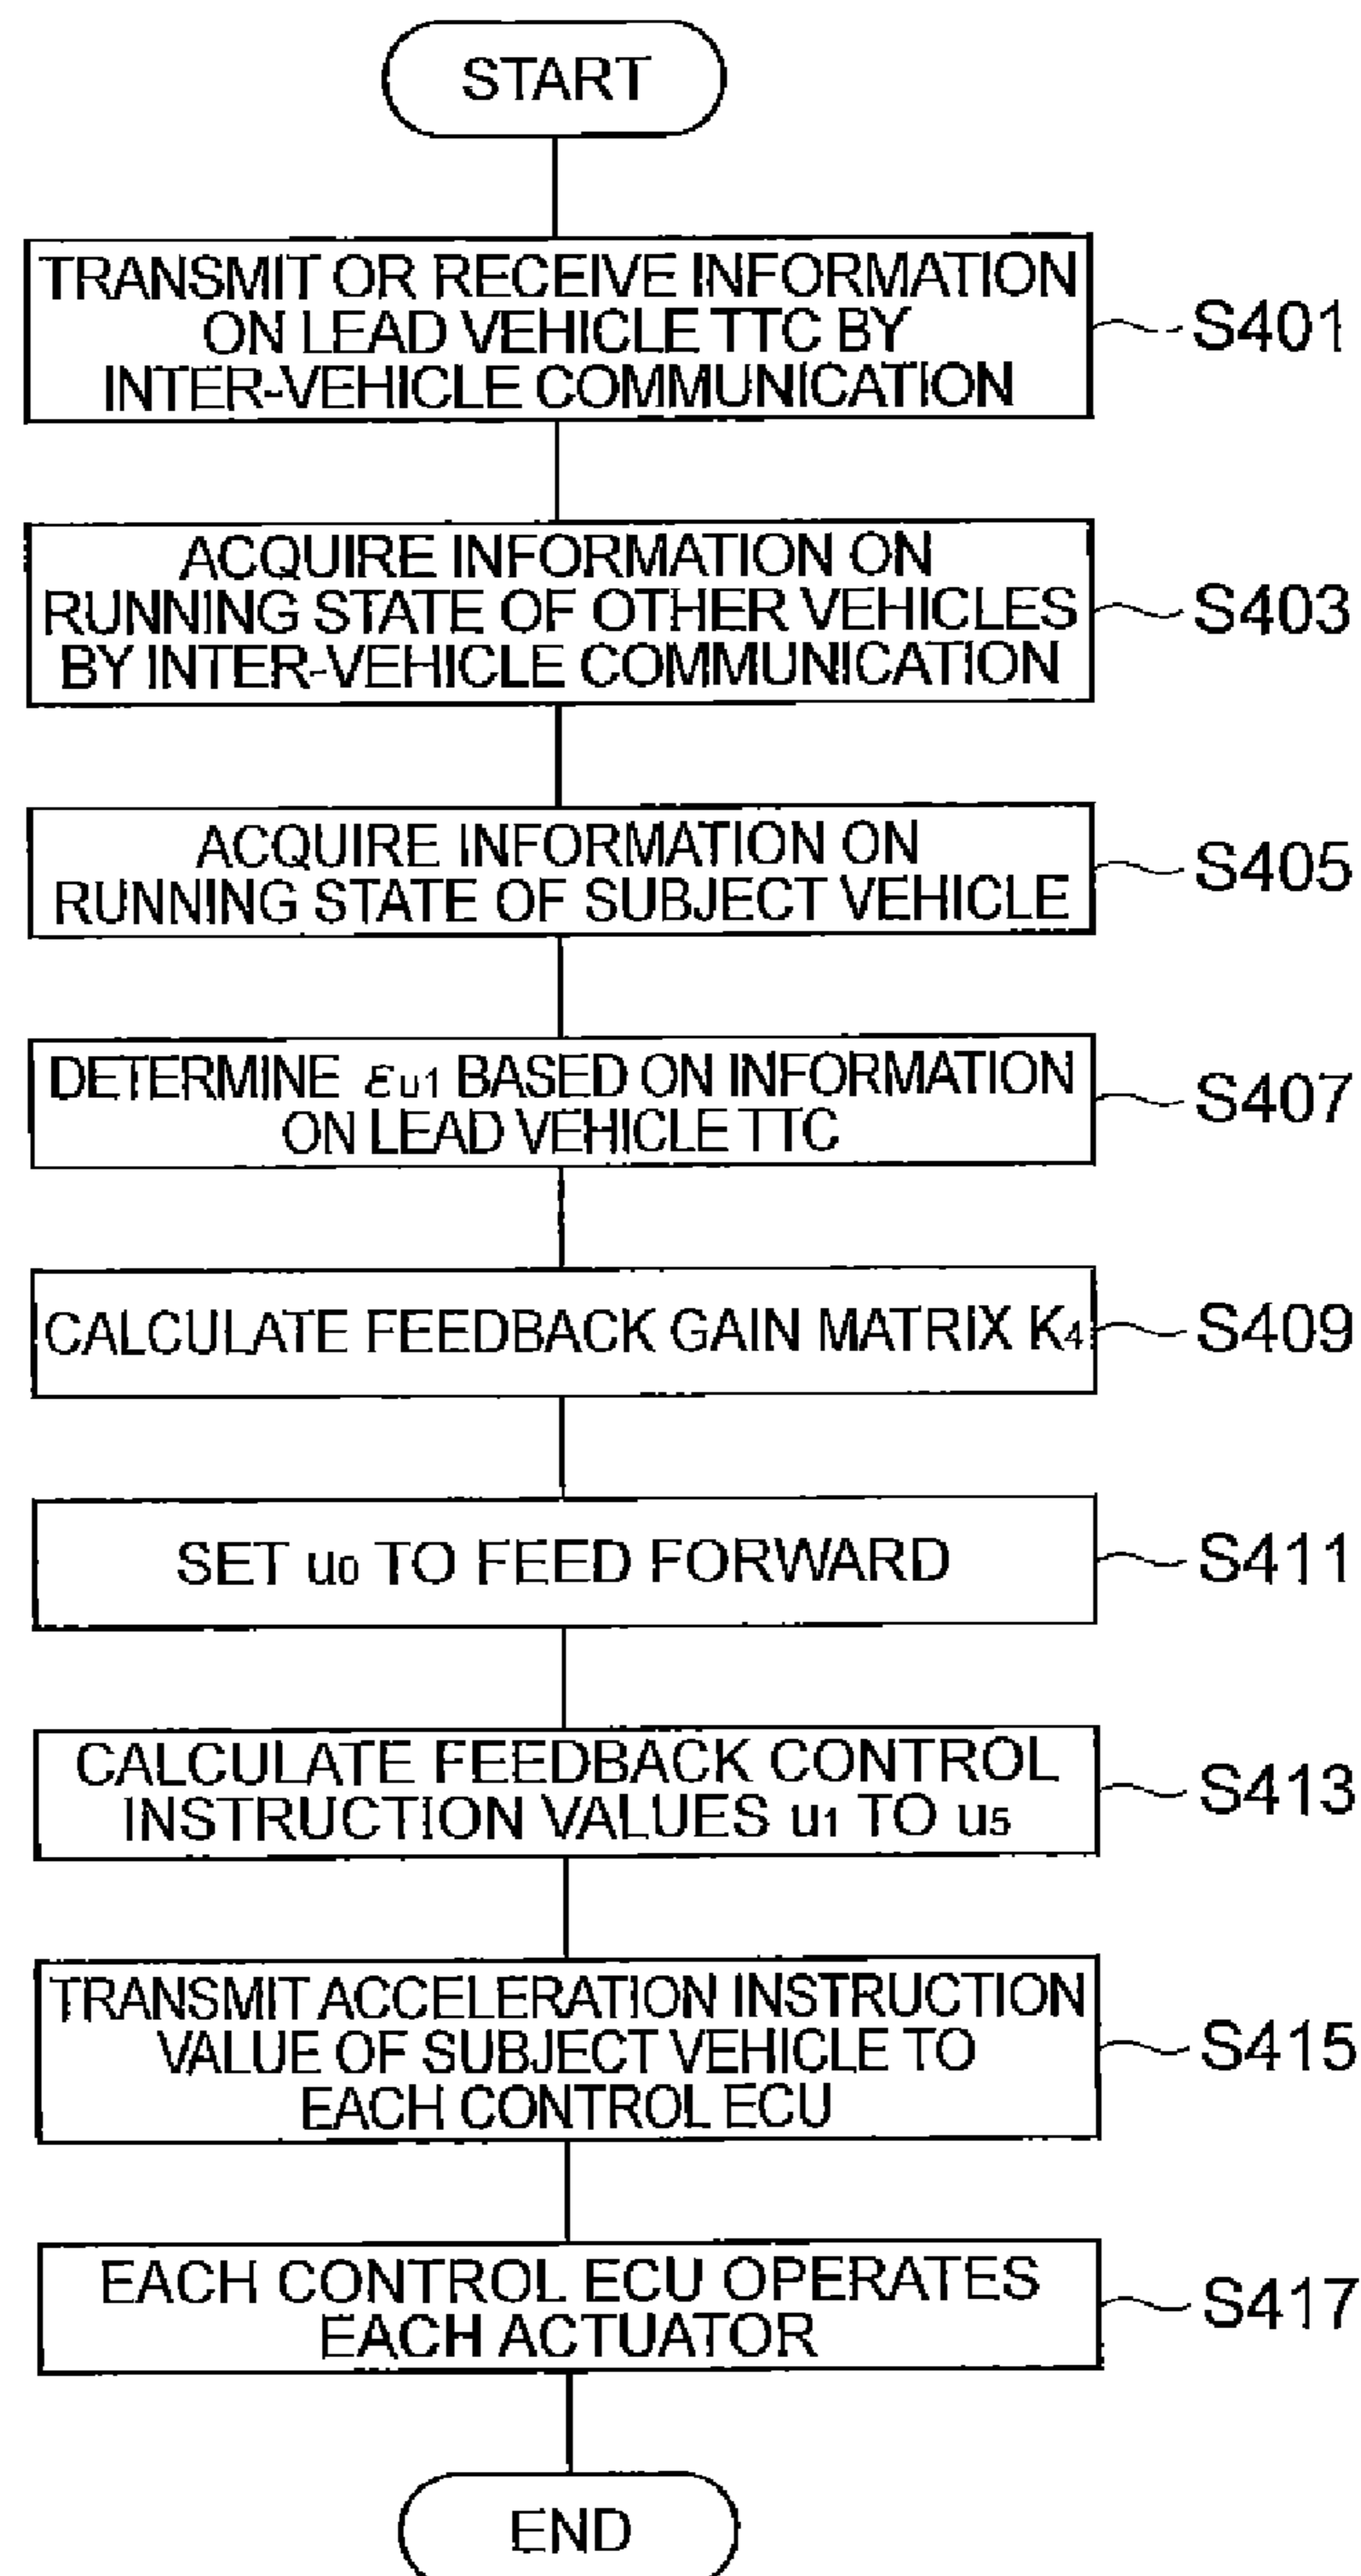 START
TRANSMIT OR RECEIVE INFORMATION
ON LEAD VEHICLE TTC BY
INTER-VEHICLE COMMUNICATION
S401
ACQUIRE INFORMATION ON
RUNNING STATE OF OTHER VEHICLES
BY INTER-VEHICLE COMMUNICATION
S403
ACQUIRE INFORMATION ON
RUNNING STATE OF SUBJECT VEHICLE
S405
DETERMINE εu1 BASED ON INFORMATION
ON LEAD VEHICLE TTC
S407
CALCULATE FEEDBACK GAIN MATRIX K4
S409
SET u0 TO FEED FORWARD
S411
CALCULATE FEEDBACK CONTROL
INSTRUCTION VALUES u1 TO u5
S413
TRANSMIT ACCELERATION INSTRUCTION
VALUE OF SUBJECT VEHICLE TO
EACH CONTROL ECU
S415
EACH CONTROL ECU OPERATES
EACH ACTUATOR
S417
END